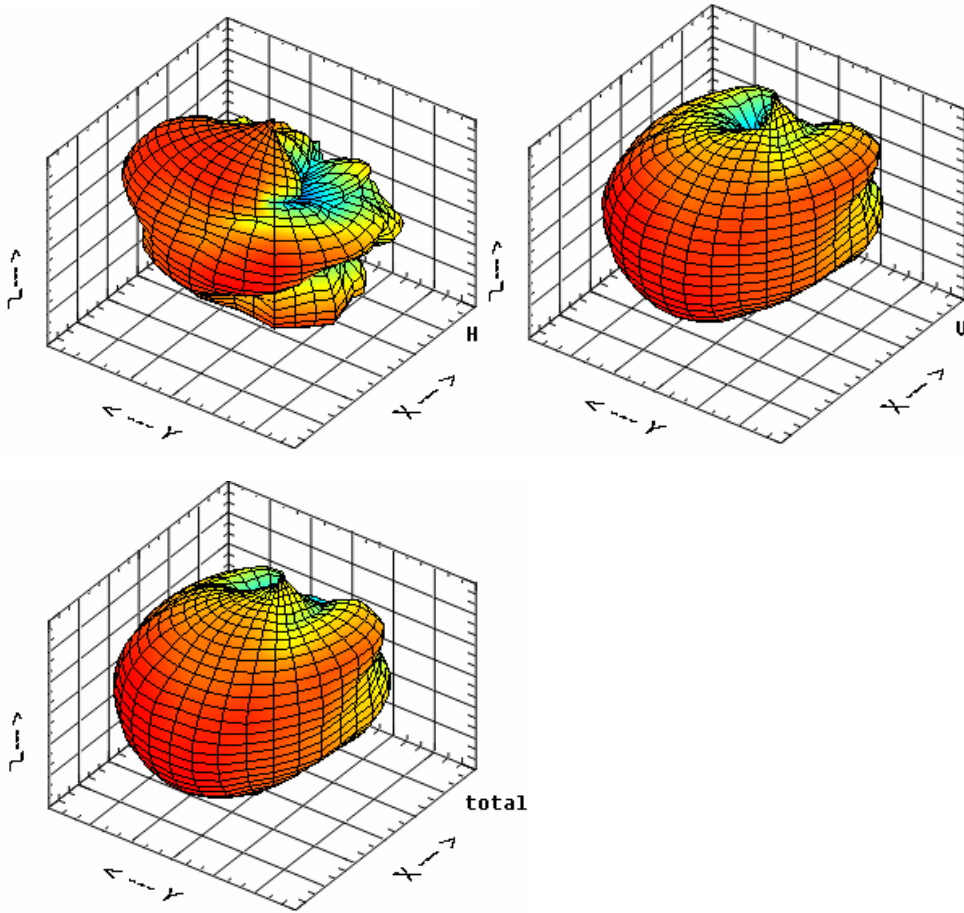 Z--->
H
X --->
<--- Y
Z--->
U
X --->
<--- Y
Z--->
total
X --->
<--- Y